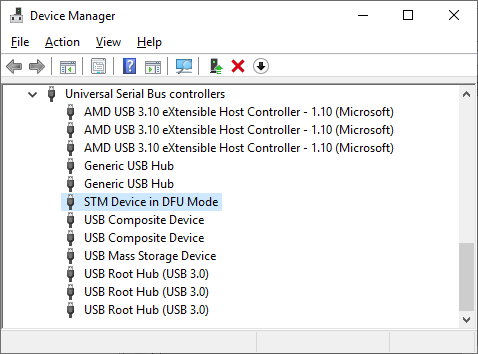 Device Manager
File Action View Help
Universal Serial Bus controllers
AMD USB 3.10 eXtensible Host Controller - 1.10 (Microsoft)
AMD USB 3.10 eXtensible Host Controller - 1.10 (Microsoft)
AMD USB 3.10 eXtensible Host Controller - 1.10 (Microsoft)
Generic USB Hub
Generic USB Hub
STM Device in DFU Mode
USB Composite Device
USB Composite Device
USB Mass Storage Device
USB Root Hub (USB 3.0)
USB Root Hub (USB 3.0)
USB Root Hub (USB 3.0)